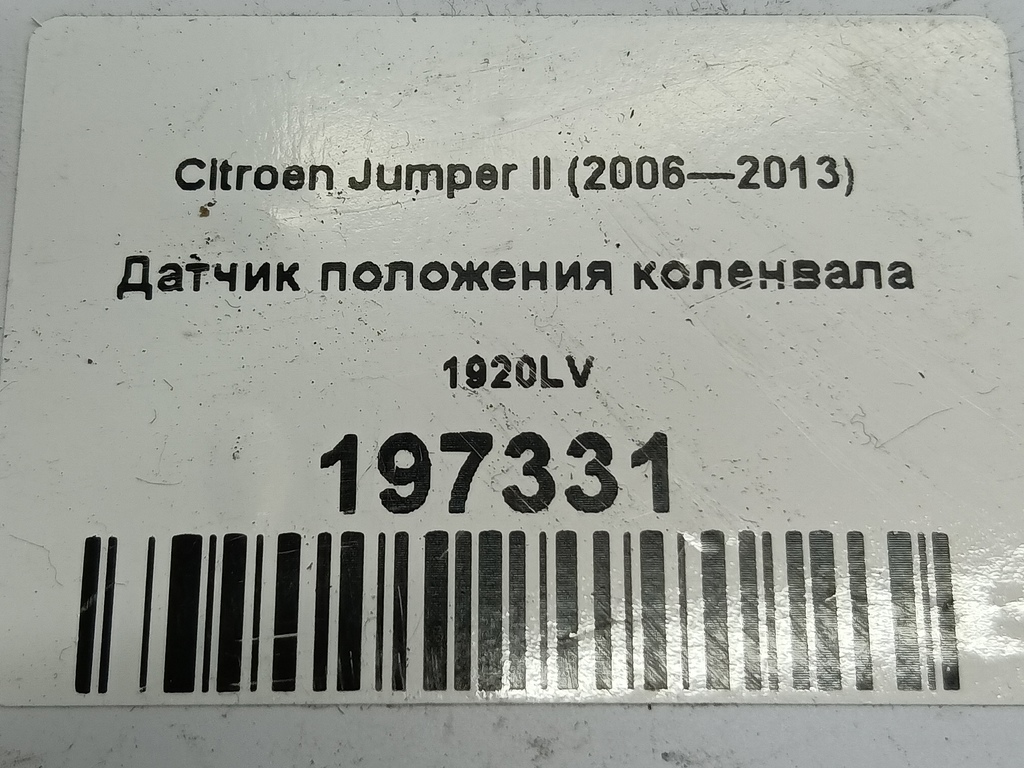 Citroen Jumper II (2006—2013)
Датчик положения коленвала
1920LV
197331